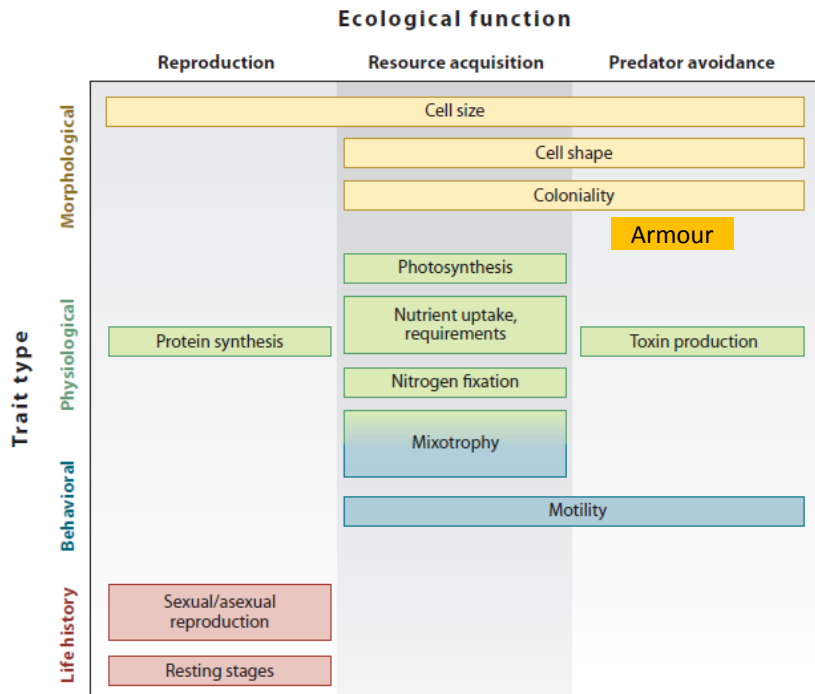 Ecological function
Reproduction
Resource acquisition
Predator avoidance
Trait type
Morphological
Cell size
Cell shape
Coloniality
Armour
Physiological
Photosynthesis
Nutrient uptake,
requirements
Protein synthesis
Toxin production
Nitrogen fixation
Mixotrophy
Behavioral
Motility
Life history
Sexual/asexual
reproduction
Resting stages